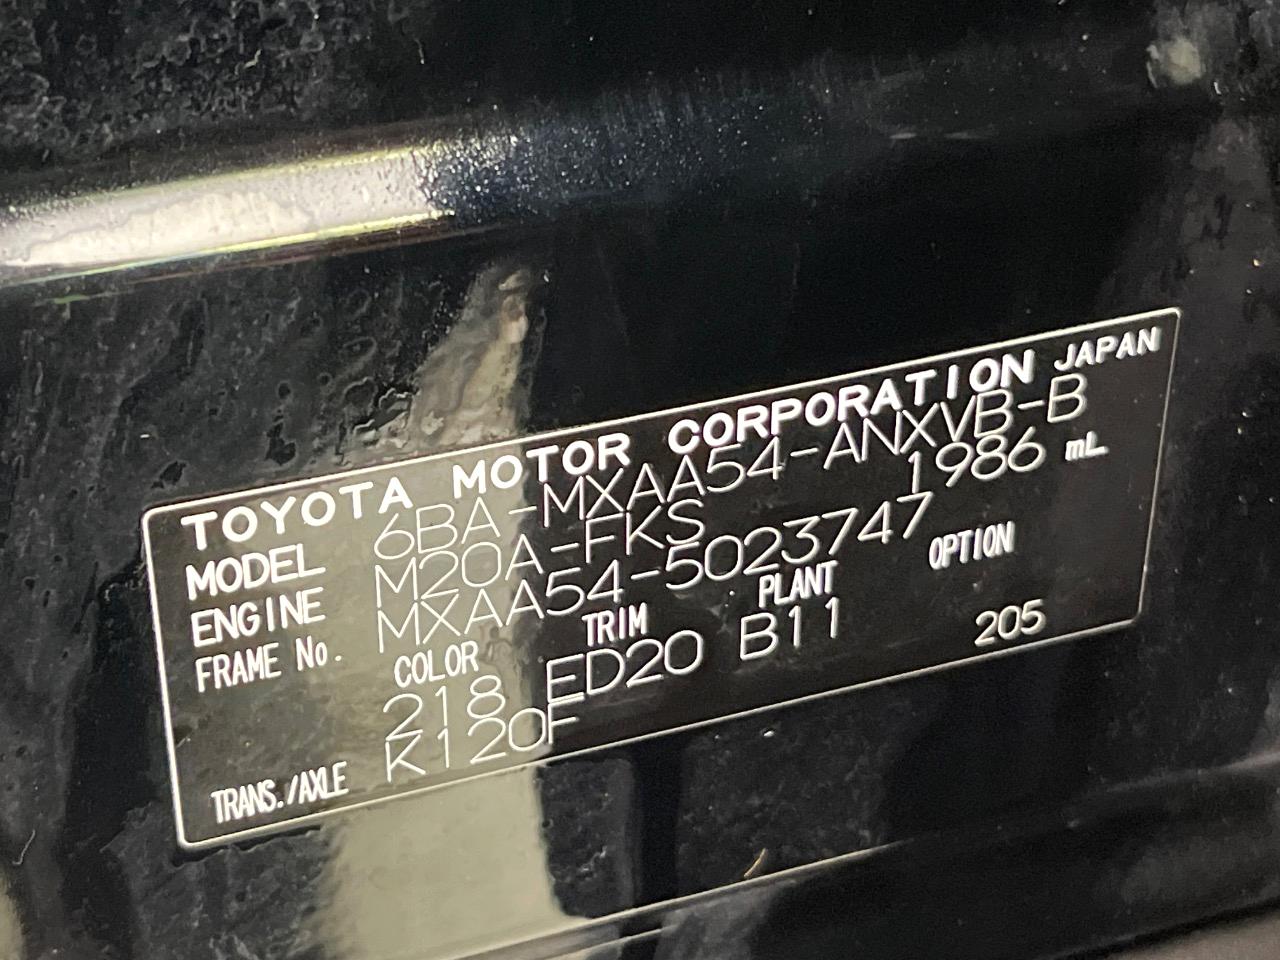 TOYOTA MOTOR CORPORATION JAPAN
MODEL 6BA-MXAA54-ANXVB-B
ENGINE M20A-FKS 1986 mL
FRAME No. MXAA54-5023747
COLOR TRIM PLANT OPTION
218 ED20 B11 205
TRANS./AXLE K120F